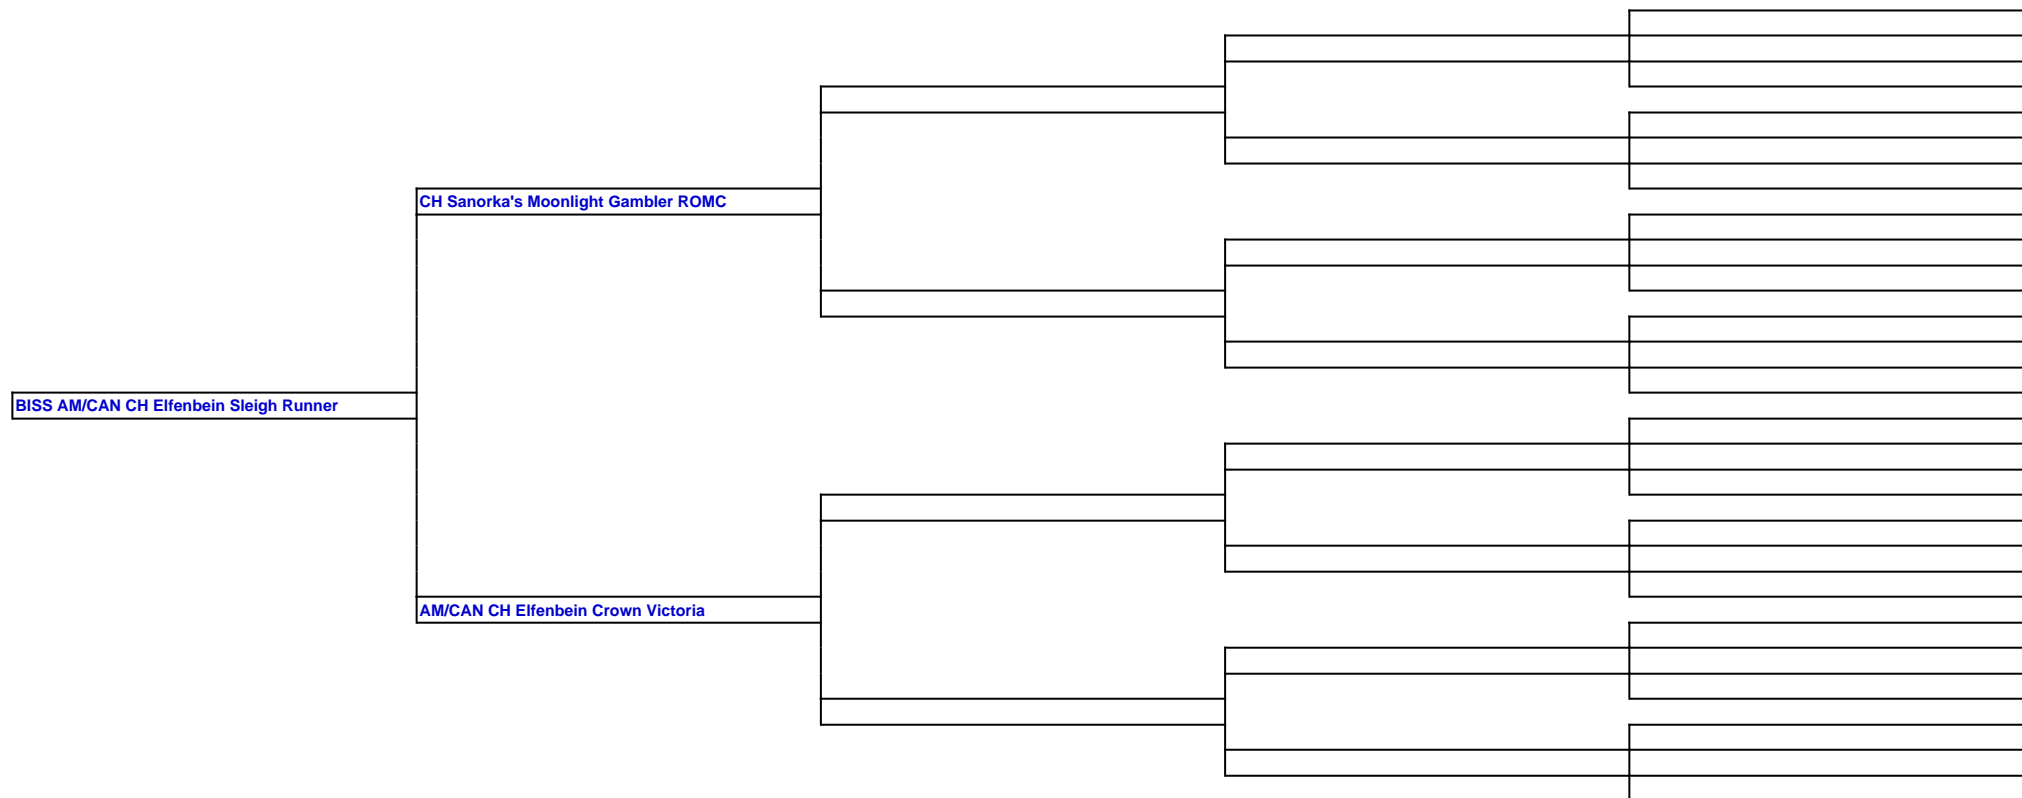 CH Sanorka's Moonlight Gambler ROMC
BISS AM/CAN CH Elfenbein Sleigh Runner
AM/CAN CH Elfenbein Crown Victoria